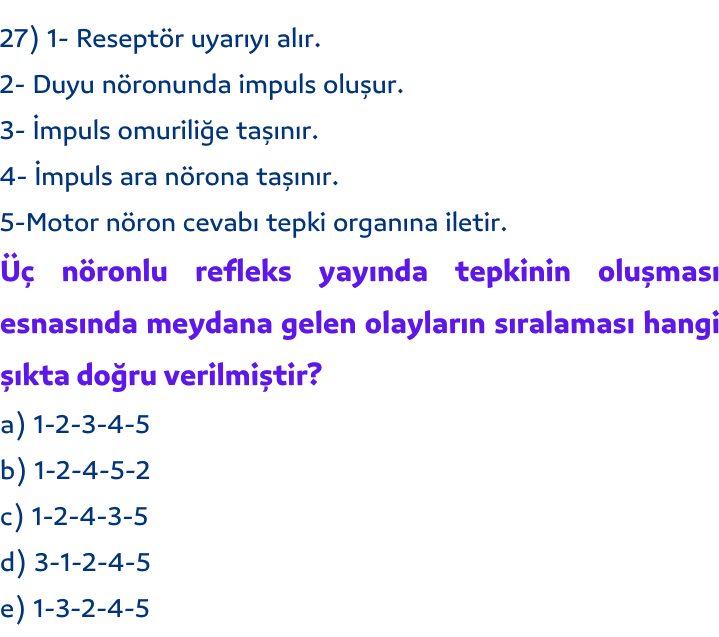 27) 1- Reseptör uyarıyı alır.
2- Duyu nöronunda impuls oluşur.
3- İmpuls omuriliğe taşınır.
4- İmpuls ara nörona taşınır.
5-Motor nöron cevabı tepki organına iletir.
Üç nöronlu refleks yayında tepkinin oluşması
esnasında meydana gelen olayların sıralaması hangi
şıkta doğru verilmiştir?
a) 1-2-3-4-5
b) 1-2-4-5-2
c) 1-2-4-3-5
d) 3-1-2-4-5
e) 1-3-2-4-5